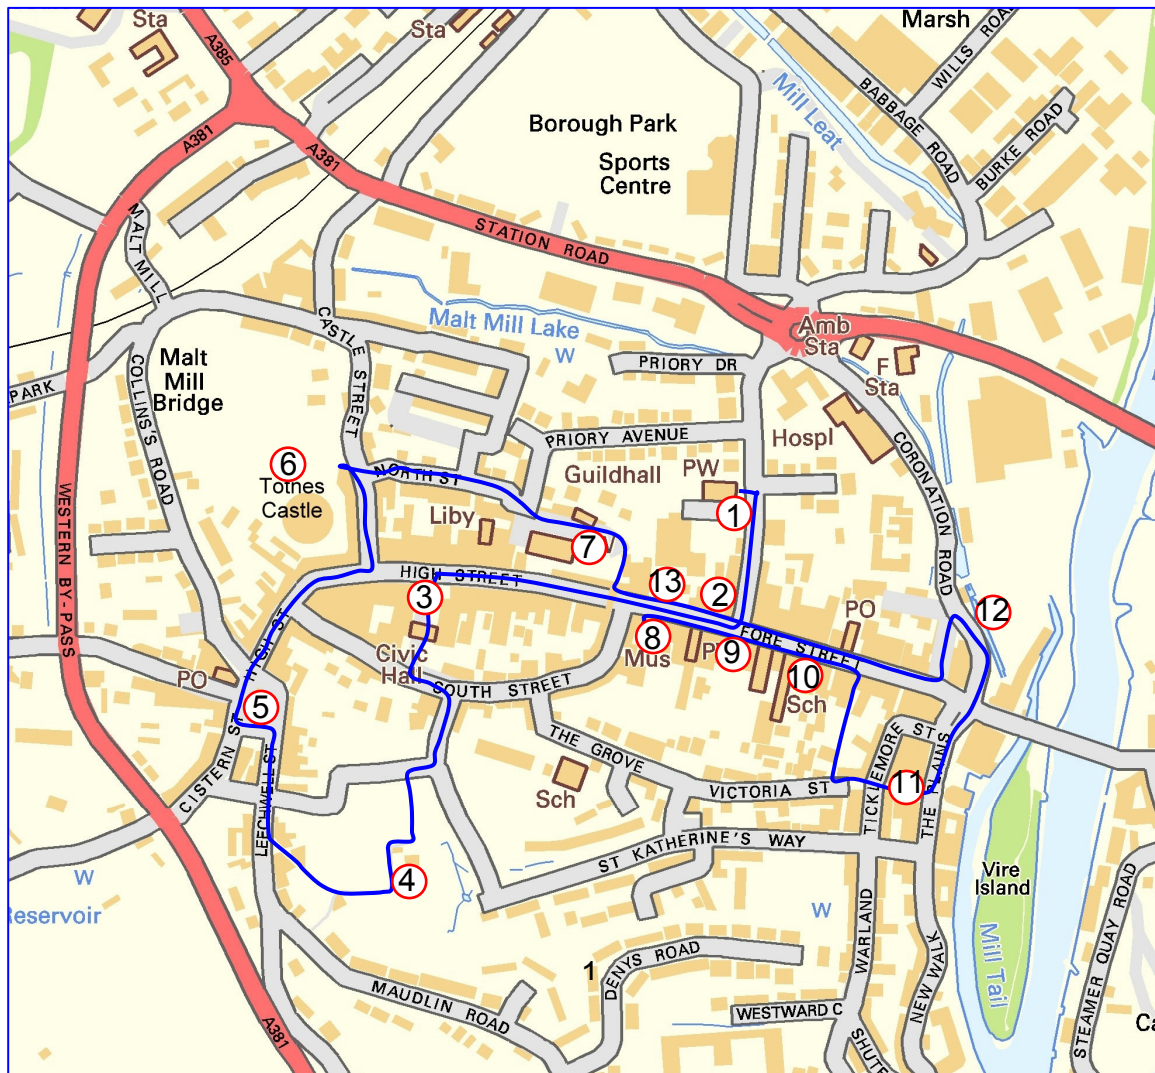 Sta
Sta
Marsh
WILLS ROAD
A385
BABBAGE ROAD
Mill Leat
BURKE ROAD
A381
A381
Borough Park
Sports
Centre
STATION ROAD
MALT MILL
CASTLE STREET
Malt Mill Lake
W
Amb
Sta
PRIORY DR
F
Sta
PARK
Malt
Mill
Bridge
COLLINS'S ROAD
PRIORY AVENUE
Hospl
CORONATION ROAD
6
Totnes
Castle
NORTH ST
Guildhall
PW
WESTERN BY-PASS
Liby
1
7
HIGH STREET
3
13
2
12
PO
8
Mus
9
FORE STREET
10
Sch
Civic
Hall
HIGH ST
PO
SOUTH STREET
5
CISTERN ST
LEECHWELL ST
THE GROVE
Sch
VICTORIA ST
TICKLEMORE ST
THE PLAINS
11
ST KATHERINE'S WAY
4
W
Reservoir
Vire
Island
W
WARLAND
NEW WALK
Mill Tail
STEAMER QUAY ROAD
1
DENYS ROAD
MAUDLIN ROAD
WESTWARD C
SHUTE
A381